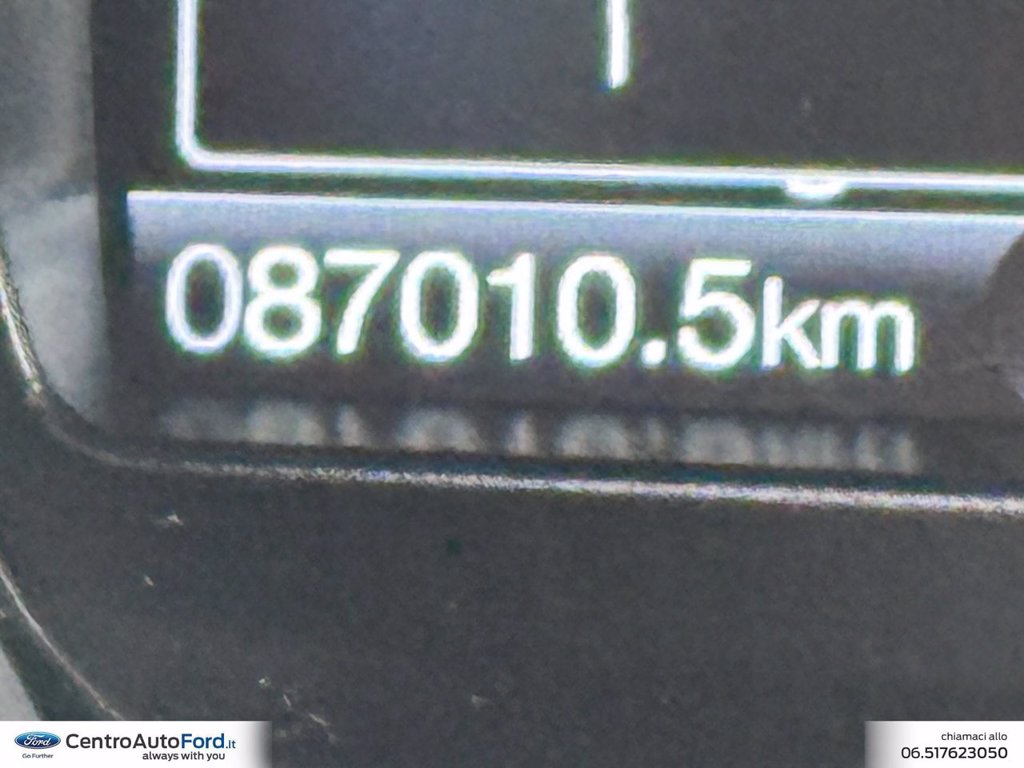 087010.5km
Ford
Go Further
CentroAutoFord.it
always with you
chiamaci allo
06.517623050